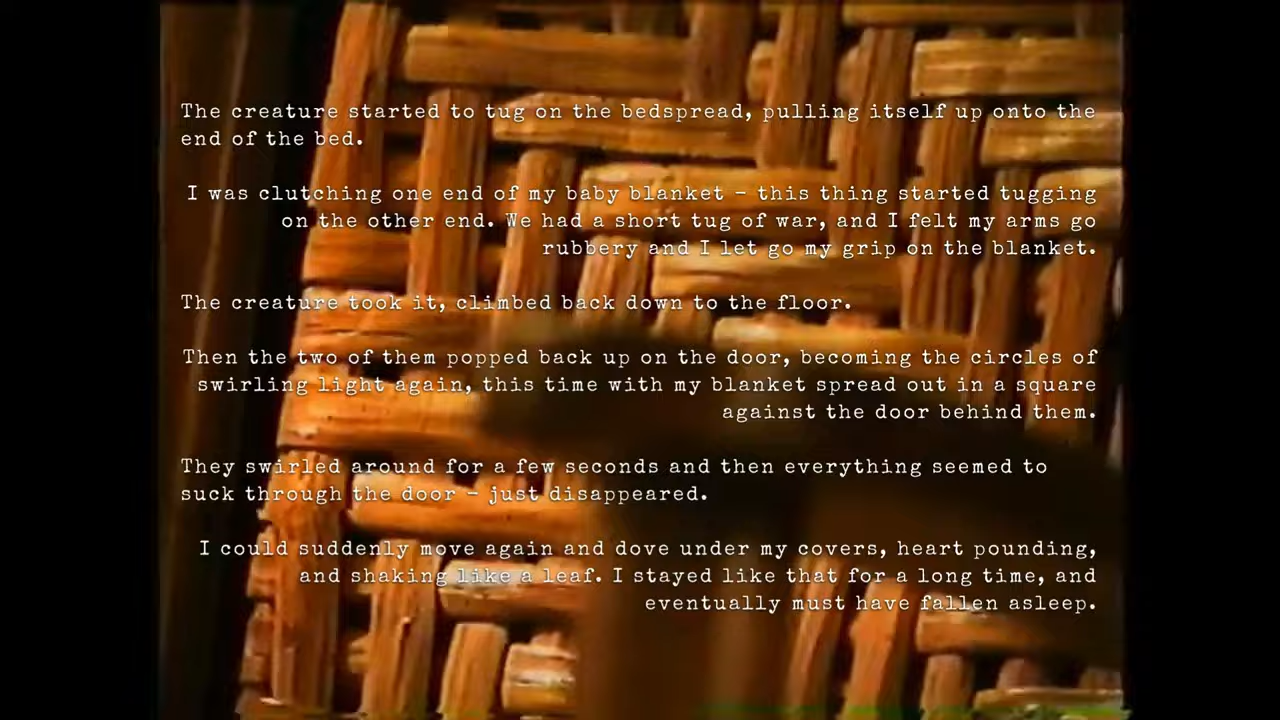 The creature started to tug on the bedspread, pulling itself up onto the
end of the bed.
I was clutching one end of my baby blanket - this thing started tugging
on the other end. We had a short tug of war, and I felt my arms go
rubbery and I let go my grip on the blanket.
The creature took it, climbed back down to the floor.
Then the two of them popped back up on the door, becoming the circles of
swirling light again, this time with my blanket spread out in a square
against the door behind them.
They swirled around for a few seconds and then everything seemed to
suck through the door - just disappeared.
I could suddenly move again and dove under my covers, heart pounding,
and shaking like a leaf. I stayed like that for a long time, and
eventually must have fallen asleep.